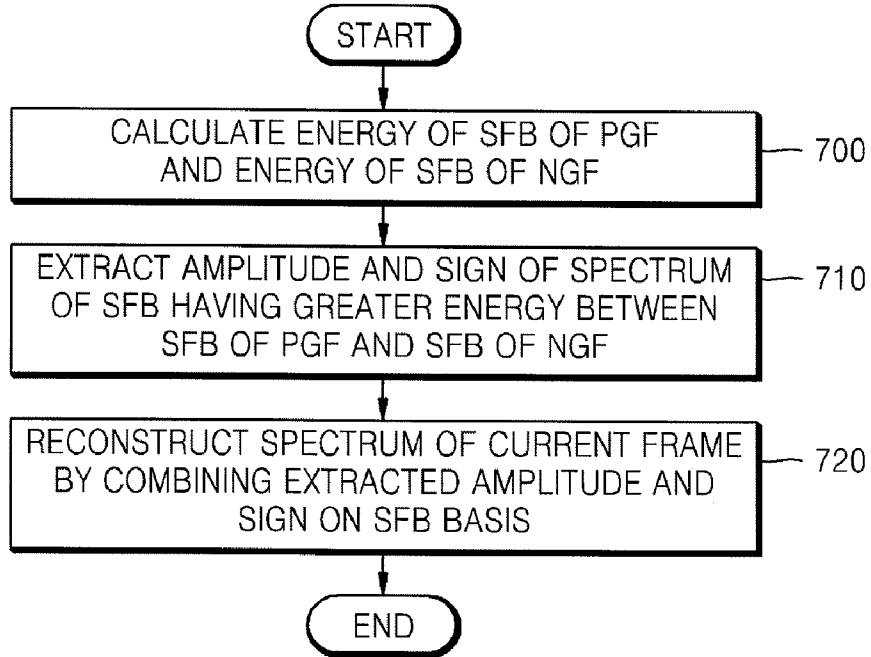 START
CALCULATE ENERGY OF SFB OF PGF
AND ENERGY OF SFB OF NGF
700
EXTRACT AMPLITUDE AND SIGN OF SPECTRUM
OF SFB HAVING GREATER ENERGY BETWEEN
SFB OF PGF AND SFB OF NGF
710
RECONSTRUCT SPECTRUM OF CURRENT FRAME
BY COMBINING EXTRACTED AMPLITUDE AND
SIGN ON SFB BASIS
720
END